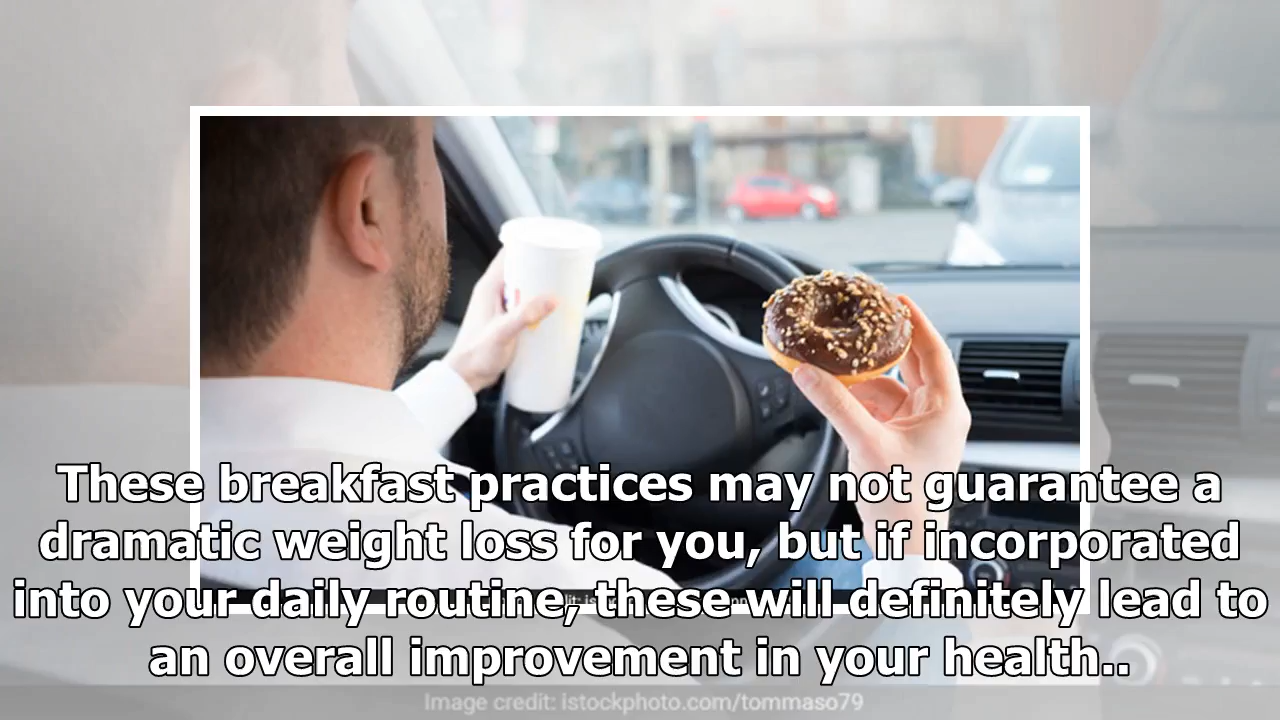 These breakfast practices may not guarantee a
dramatic weight loss for you, but if incorporated
into your daily routine, these will definitely lead to
an overall improvement in your health..
Image credit: istockphoto.com/tommaso79